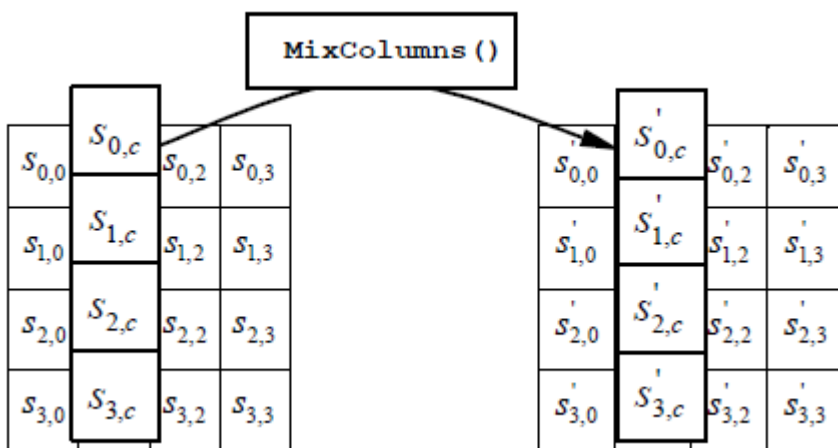 MixColumns()
S0,c S'0,c
s0,0 s0,2 s0,3 s'0,0 s'0,2 s'0,3
S1,c S'1,c
s1,0 s1,2 s1,3 s'1,0 s'1,2 s'1,3
S2,c S'2,c
s2,0 s2,2 s2,3 s'2,0 s'2,2 s'2,3
S3,c S'3,c
s3,0 s3,2 s3,3 s'3,0 s'3,2 s'3,3